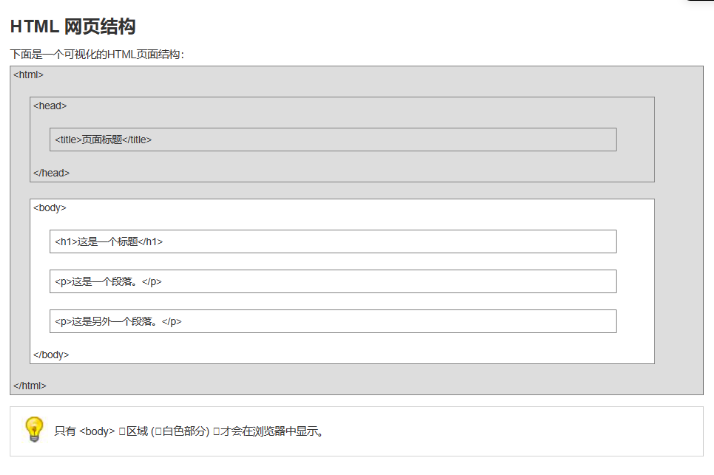 HTML 网页结构
下面是一个可视化的HTML页面结构：
<html>
<head>
<title>页面标题</title>
</head>
<body>
<h1>这是一个标题</h1>
<p>这是一个段落。</p>
<p>这是另外一个段落。</p>
</body>
</html>
只有 <body> 区域 (白色部分) 才会在浏览器中显示。